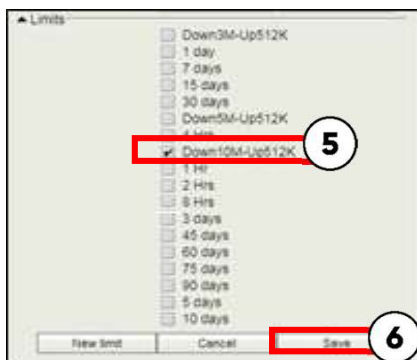 Limits
Down3M-Up512K
1 day
7 days
15 days
30 days
Down5M-Up512K
4 Hrs
Down10M-Up512K
5
1 Hr
2 Hrs
8 Hrs
3 days
45 days
60 days
75 days
90 days
5 days
10 days
New limit Cancel Save 6